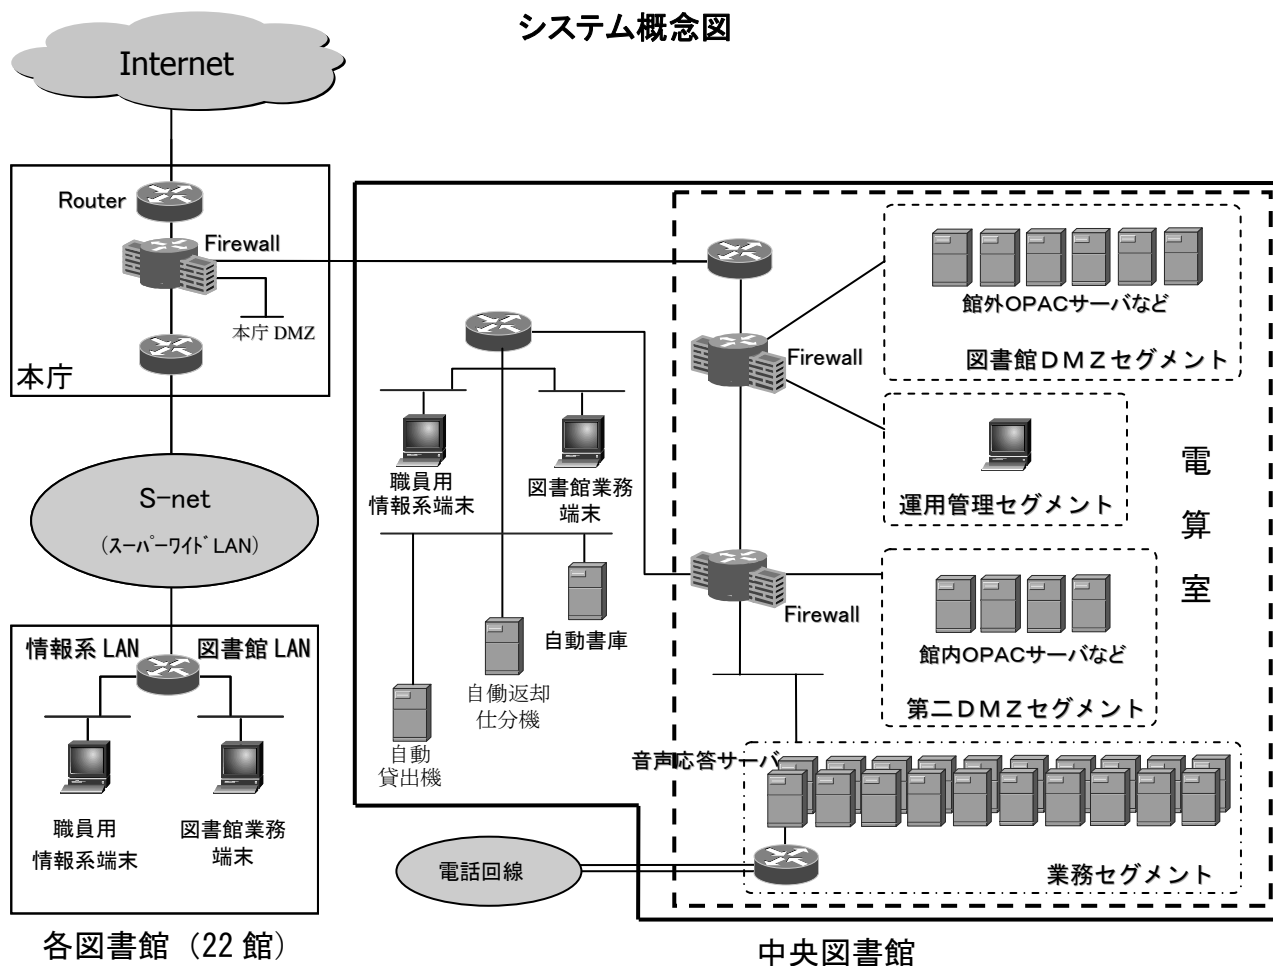 システム概念図
Internet
Router
Firewall
本庁 DMZ
本庁
S-net
(スーパーワイドLAN)
情報系 LAN
図書館 LAN
職員用
情報系端末
図書館業務
端末
各図書館（22 館）
職員用
情報系端末
図書館業務
端末
自動書庫
自働返却
仕分機
自動
貸出機
電話回線
Firewall
館外OPACサーバなど
図書館ＤＭＺセグメント
運用管理セグメント
電算室
Firewall
館内OPACサーバなど
第二ＤＭＺセグメント
音声応答サーバ
業務セグメント
中央図書館